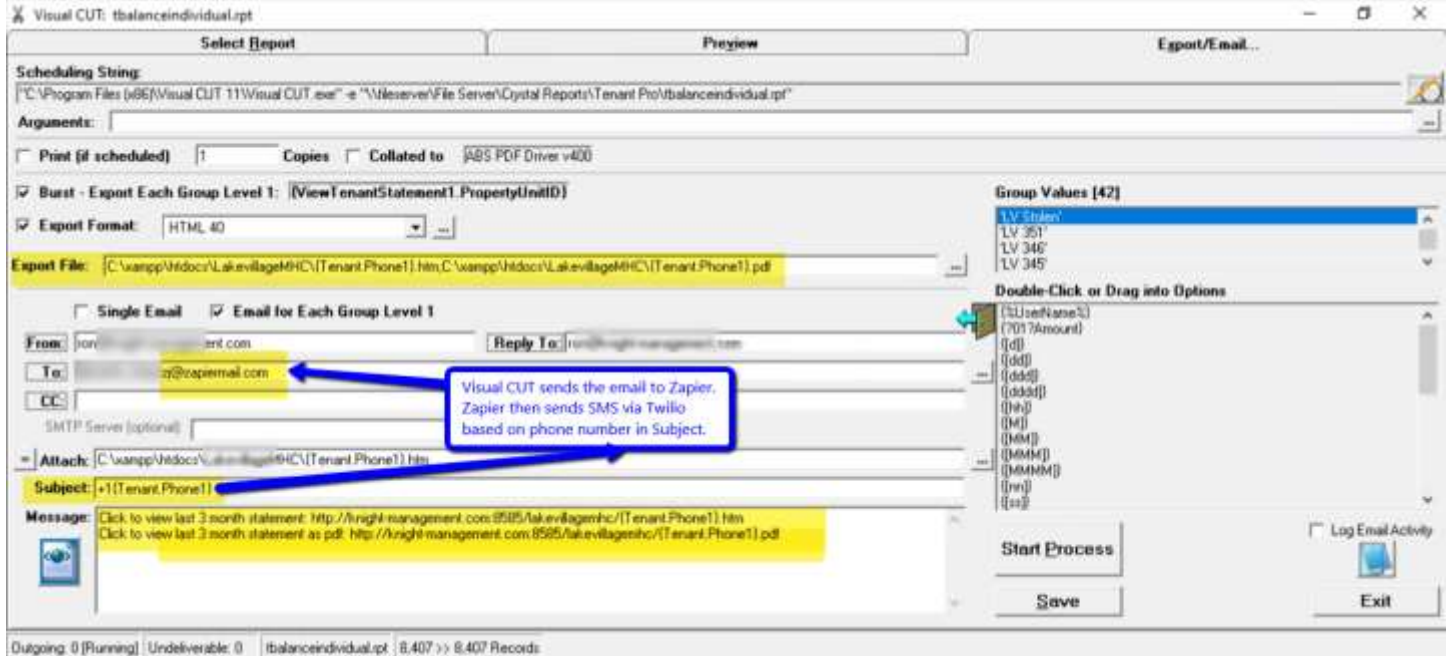 Visual CUT: tbalanceindividual.rpt
Select Report
Preview
Export/Email...
Scheduling String:
"C:\Program Files (x86)\Visual CUT 11\Visual CUT.exe" -e "\\fileserver\File Server\Crystal Reports\Tenant Pro\tbalanceindividual.rpt"
Arguments:
Print (if scheduled) 1 Copies Collated to ABS PDF Driver v400
Burst - Export Each Group Level 1: {ViewTenantStatement1.PropertyUnitID}
Export Format: HTML 40
Export File: C:\xampp\htdocs\LakevillageMHC\{Tenant.Phone1}.htm,C:\xampp\htdocs\LakevillageMHC\{Tenant.Phone1}.pdf
Group Values [42]
'LV Stolen'
'LV 351'
'LV 346'
'LV 345'
Single Email Email for Each Group Level 1
From: ent.com
Reply To:
To: @zapiermail.com
CC:
SMTP Server (optional)
Attach: C:\xampp\htdocs\ HC\{Tenant.Phone1}.htm
Subject: +1{Tenant.Phone1}
Message: Click to view last 3 month statement: http://knight-management.com:8585/lakevillagemhc/{Tenant.Phone1}.htm
Click to view last 3 month statement as pdf: http://knight-management.com:8585/lakevillagemhc/{Tenant.Phone1}.pdf
Visual CUT sends the email to Zapier.
Zapier then sends SMS via Twilio
based on phone number in Subject.
Double-Click or Drag into Options
{%UserName%}
{?01?Amount}
{[d]}
{[dd]}
{[ddd]}
{[dddd]}
{[hh]}
{[M]}
{[MM]}
{[MMM]}
{[MMMM]}
{[nn]}
{[ss]}
Start Process
Log Email Activity
Save
Exit
Outgoing: 0 [Running] Undeliverable: 0 tbalanceindividual.rpt 8,407 >> 8,407 Records